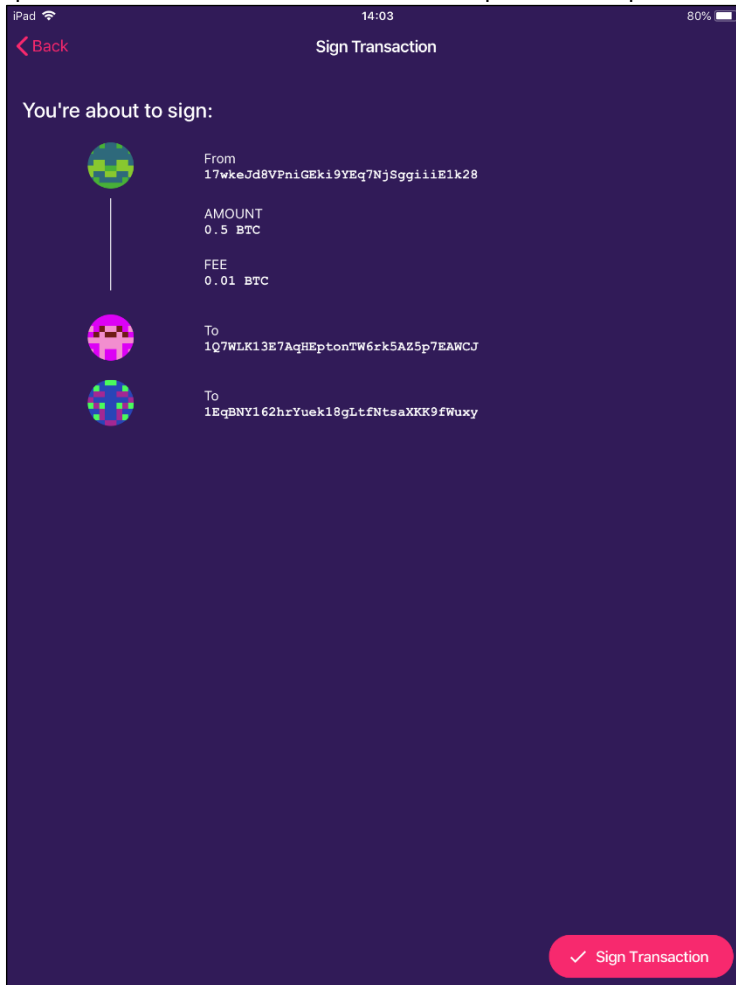 iPad 14:03 80%
Back Sign Transaction
You're about to sign:
From
17wkeJd8VPniGEki9YEq7NjSggiiiE1k28
AMOUNT
0.5 BTC
FEE
0.01 BTC
To
1Q7WLK13E7AqHEptonTW6rk5AZ5p7EAWCJ
To
1EqBNY162hrYuek18gLtfNtsaXKK9fWuxy
Sign Transaction